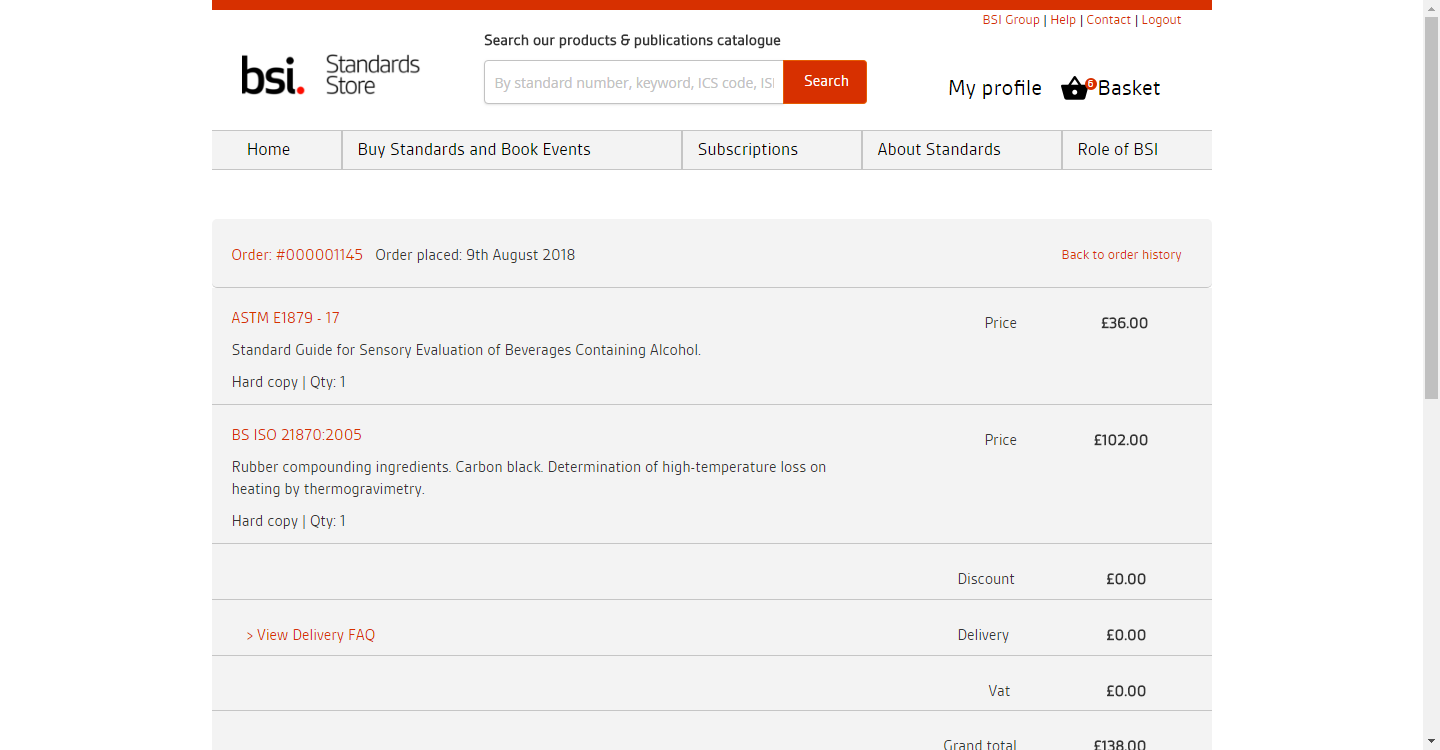 BSI Group | Help | Contact | Logout
Search our products & publications catalogue
bsi. Standards Store
By standard number, keyword, ICS code, ISI
Search
My profile
6
Basket
Home
Buy Standards and Book Events
Subscriptions
About Standards
Role of BSI
Order: #000001145 Order placed: 9th August 2018
Back to order history
ASTM E1879 - 17
Price £36.00
Standard Guide for Sensory Evaluation of Beverages Containing Alcohol.
Hard copy | Qty: 1
BS ISO 21870:2005
Price £102.00
Rubber compounding ingredients. Carbon black. Determination of high-temperature loss on
heating by thermogravimetry.
Hard copy | Qty: 1
Discount £0.00
> View Delivery FAQ
Delivery £0.00
Vat £0.00
Grand total £138.00